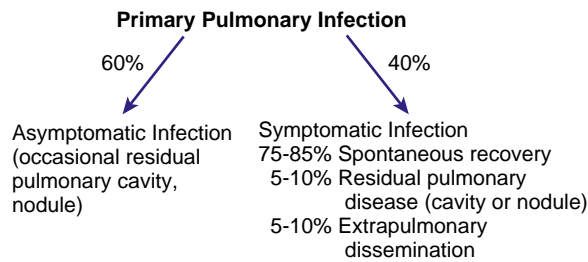 Primary Pulmonary Infection
60%
40%
Asymptomatic Infection
(occasional residual
pulmonary cavity,
nodule)
Symptomatic Infection
75-85% Spontaneous recovery
5-10% Residual pulmonary
disease (cavity or nodule)
5-10% Extrapulmonary
dissemination